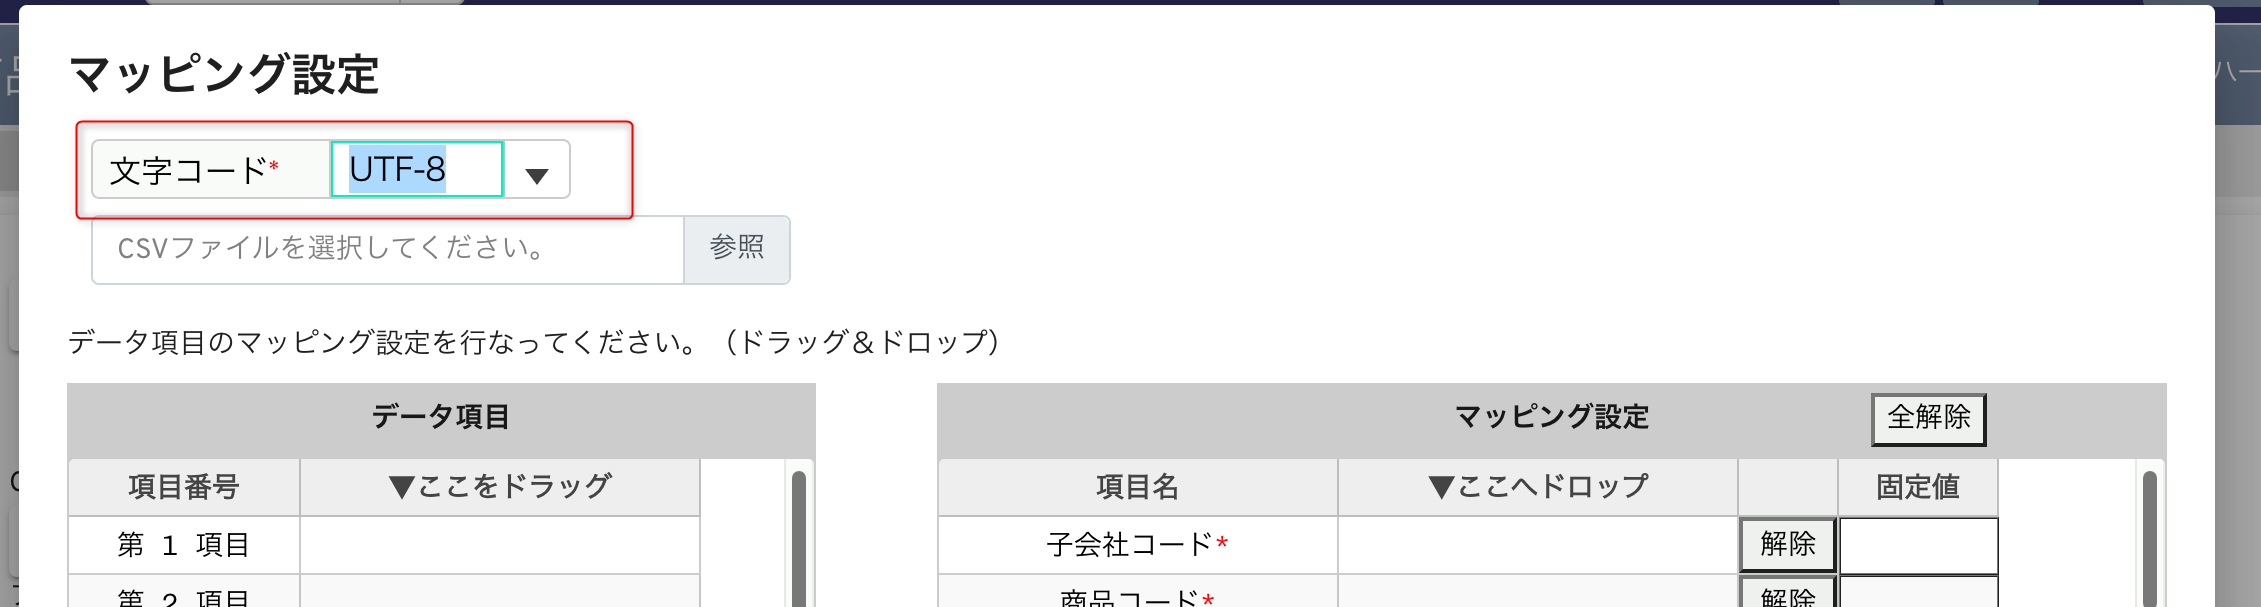 マッピング設定
文字コード* UTF-8 ▼
CSVファイルを選択してください。 参照
データ項目のマッピング設定を行なってください。（ドラッグ＆ドロップ）
データ項目
項目番号 ▼ここをドラッグ
第 1 項目
第 2 項目
マッピング設定 全解除
項目名 ▼ここへドロップ 固定値
子会社コード* 解除
商品コード* 解除